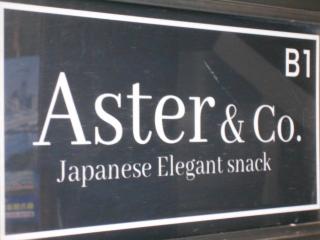 B1
Aster & Co.
Japanese Elegant snack